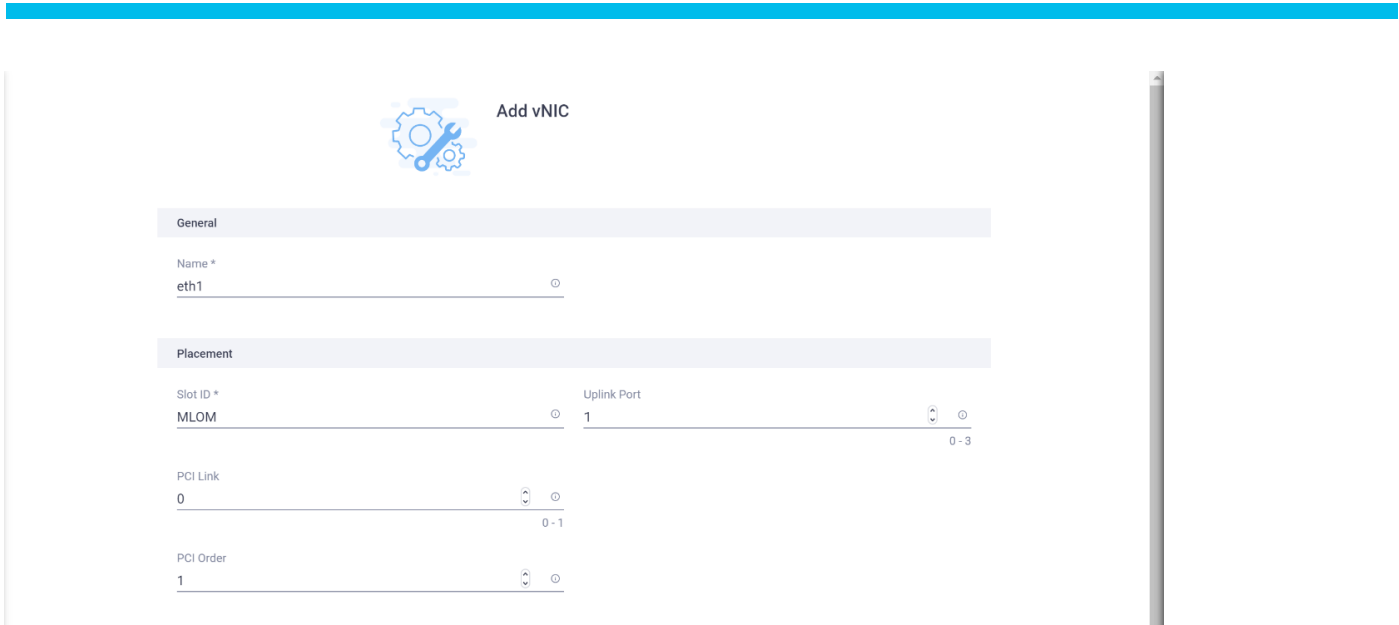 Add vNIC
General
Name *
eth1
Placement
Slot ID *
MLOM
Uplink Port
1
0 - 3
PCI Link
0
0 - 1
PCI Order
1